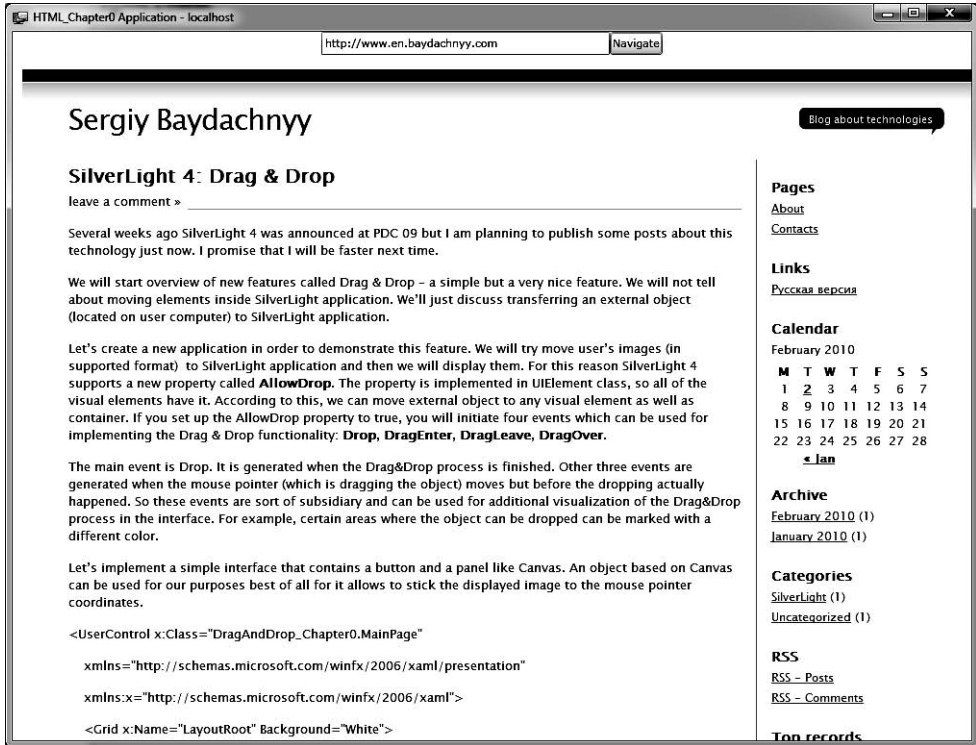 HTML_Chapter0 Application - localhost
http://www.en.baydachnyy.com
Navigate
Sergiy Baydachnyy
Blog about technologies
SilverLight 4: Drag & Drop
leave a comment »
Several weeks ago SilverLight 4 was announced at PDC 09 but I am planning to publish some posts about this
technology just now. I promise that I will be faster next time.
We will start overview of new features called Drag & Drop – a simple but a very nice feature. We will not tell
about moving elements inside SilverLight application. We'll just discuss transferring an external object
(located on user computer) to SilverLight application.
Let's create a new application in order to demonstrate this feature. We will try move user's images (in
supported format)  to SilverLight application and then we will display them. For this reason SilverLight 4
supports a new property called AllowDrop. The property is implemented in UIElement class, so all of the
visual elements have it. According to this, we can move external object to any visual element as well as
container. If you set up the AllowDrop property to true, you will initiate four events which can be used for
implementing the Drag & Drop functionality: Drop, DragEnter, DragLeave, DragOver.
The main event is Drop. It is generated when the Drag&Drop process is finished. Other three events are
generated when the mouse pointer (which is dragging the object) moves but before the dropping actually
happened. So these events are sort of subsidiary and can be used for additional visualization of the Drag&Drop
process in the interface. For example, certain areas where the object can be dropped can be marked with a
different color.
Let's implement a simple interface that contains a button and a panel like Canvas. An object based on Canvas
can be used for our purposes best of all for it allows to stick the displayed image to the mouse pointer
coordinates.
<UserControl x:Class="DragAndDrop_Chapter0.MainPage"
xmlns="http://schemas.microsoft.com/winfx/2006/xaml/presentation"
xmlns:x="http://schemas.microsoft.com/winfx/2006/xaml">
<Grid x:Name="LayoutRoot" Background="White">
Pages
About
Contacts
Links
Русская версия
Calendar
February 2010
M T W T F S S
1 2 3 4 5 6 7
8 9 10 11 12 13 14
15 16 17 18 19 20 21
22 23 24 25 26 27 28
« Jan
Archive
February 2010 (1)
January 2010 (1)
Categories
SilverLight (1)
Uncategorized (1)
RSS
RSS – Posts
RSS – Comments
Top records